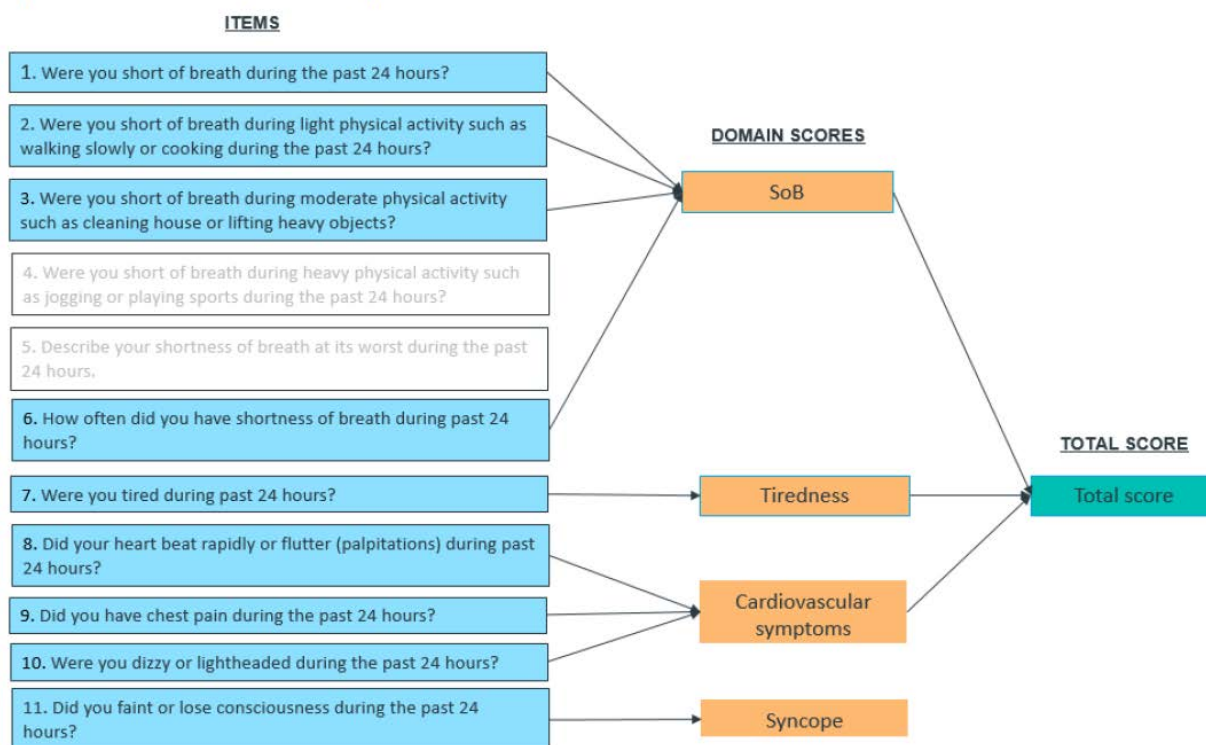 ITEMS
1. Were you short of breath during the past 24 hours?
2. Were you short of breath during light physical activity such as
walking slowly or cooking during the past 24 hours?
3. Were you short of breath during moderate physical activity
such as cleaning house or lifting heavy objects?
4. Were you short of breath during heavy physical activity such
as jogging or playing sports during the past 24 hours?
5. Describe your shortness of breath at its worst during the past
24 hours.
6. How often did you have shortness of breath during past 24
hours?
7. Were you tired during past 24 hours?
8. Did your heart beat rapidly or flutter (palpitations) during past
24 hours?
9. Did you have chest pain during the past 24 hours?
10. Were you dizzy or lightheaded during the past 24 hours?
11. Did you faint or lose consciousness during the past 24
hours?
DOMAIN SCORES
SoB
Tiredness
Cardiovascular
symptoms
Syncope
TOTAL SCORE
Total score